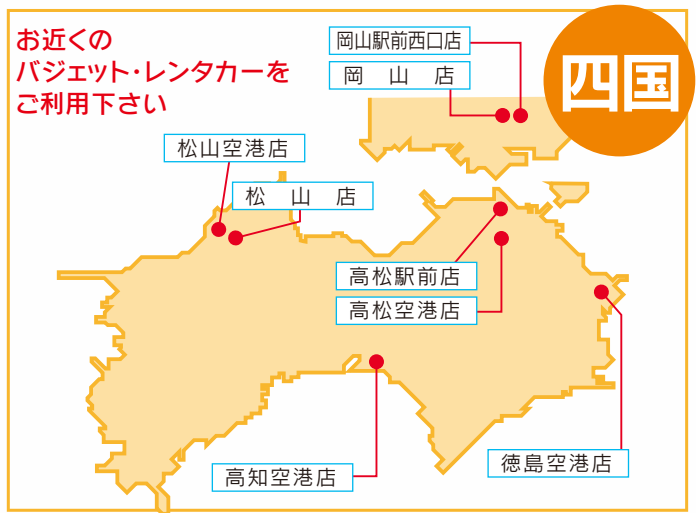 お近くの
バジェット・レンタカーを
ご利用下さい
四国
岡山駅前西口店
岡山店
松山空港店
松山店
高松駅前店
高松空港店
徳島空港店
高知空港店